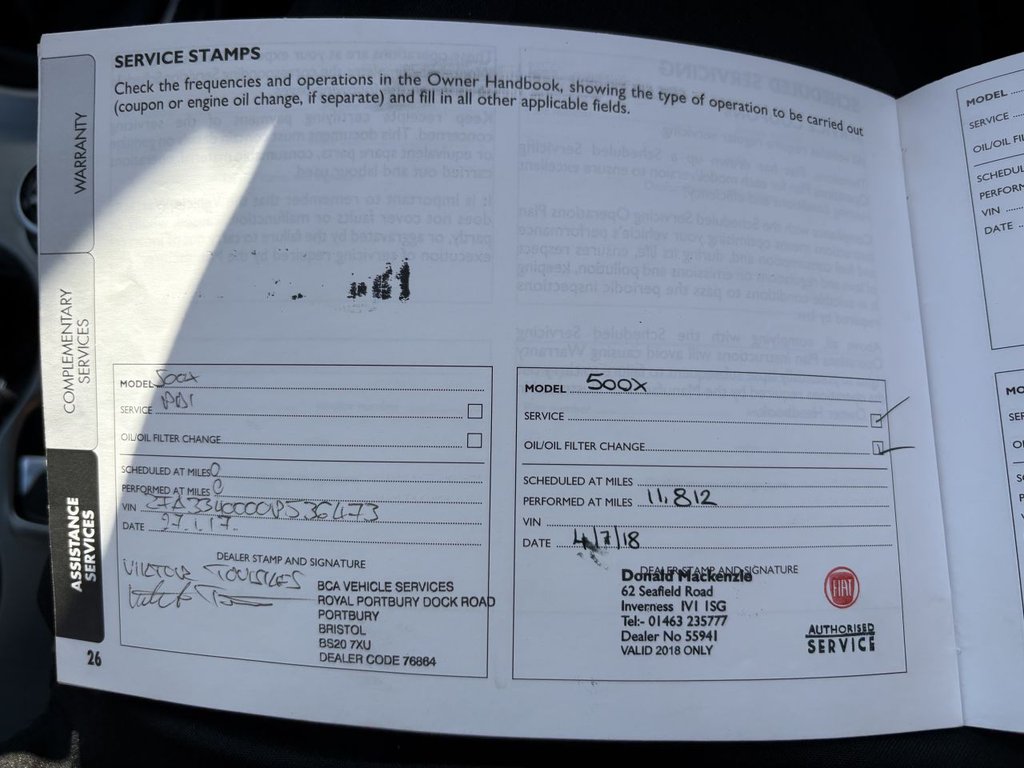 SERVICE STAMPS
Check the frequencies and operations in the Owner Handbook, showing the type of operation to be carried out
(coupon or engine oil change, if separate) and fill in all other applicable fields.
WARRANTY
COMPLEMENTARY
SERVICES
ASSISTANCE
SERVICES
MODEL 500x
SERVICE PDI
OIL/OIL FILTER CHANGE
SCHEDULED AT MILES 0
PERFORMED AT MILES 0
VIN
DATE 27.1.17
DEALER STAMP AND SIGNATURE
BCA VEHICLE SERVICES
ROYAL PORTBURY DOCK ROAD
PORTBURY
BRISTOL
BS20 7XU
DEALER CODE 76864
26
MODEL 500X
SERVICE
OIL/OIL FILTER CHANGE
SCHEDULED AT MILES
PERFORMED AT MILES 11,812
VIN
DATE 4/7/18
DEALER STAMP AND SIGNATURE
Donald Mackenzie
62 Seafield Road
Inverness IV1 1SG
Tel:- 01463 235777
Dealer No 55941
VALID 2018 ONLY
FIAT
AUTHORISED
SERVICE
MODEL
SERVICE
OIL/OIL
SCHEDUL
PERFORM
VIN
DATE